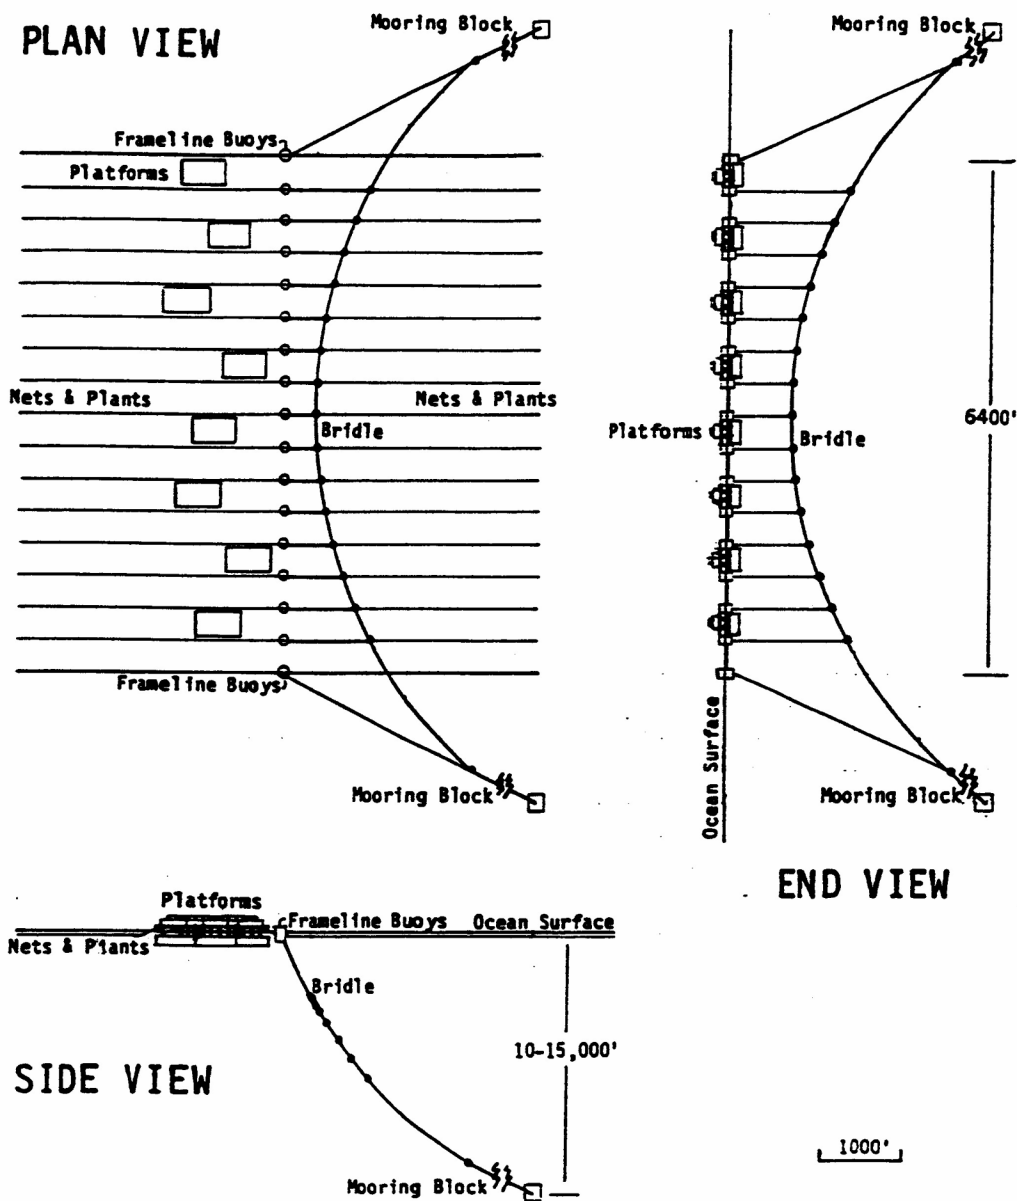 PLAN VIEW
Mooring Block
Frameline Buoys
Platforms
Nets & Plants
Nets & Plants
Bridle
Frameline Buoys
Mooring Block
Mooring Block
Platforms
Bridle
6400'
Ocean Surface
Mooring Block
END VIEW
Platforms
Frameline Buoys
Ocean Surface
Nets & Plants
Bridle
10-15,000'
SIDE VIEW
1000'
Mooring Block